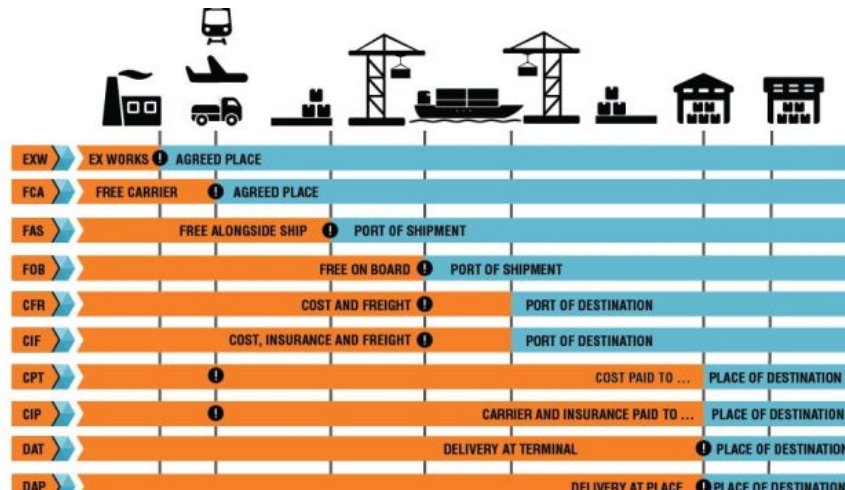 EXW EX WORKS ! AGREED PLACE
FCA FREE CARRIER ! AGREED PLACE
FAS FREE ALONGSIDE SHIP ! PORT OF SHIPMENT
FOB FREE ON BOARD ! PORT OF SHIPMENT
CFR COST AND FREIGHT ! PORT OF DESTINATION
CIF COST, INSURANCE AND FREIGHT ! PORT OF DESTINATION
CPT ! COST PAID TO ... PLACE OF DESTINATION
CIP ! CARRIER AND INSURANCE PAID TO ... PLACE OF DESTINATION
DAT DELIVERY AT TERMINAL ! PLACE OF DESTINATION
DAP DELIVERY AT PLACE ! PLACE OF DESTINATION